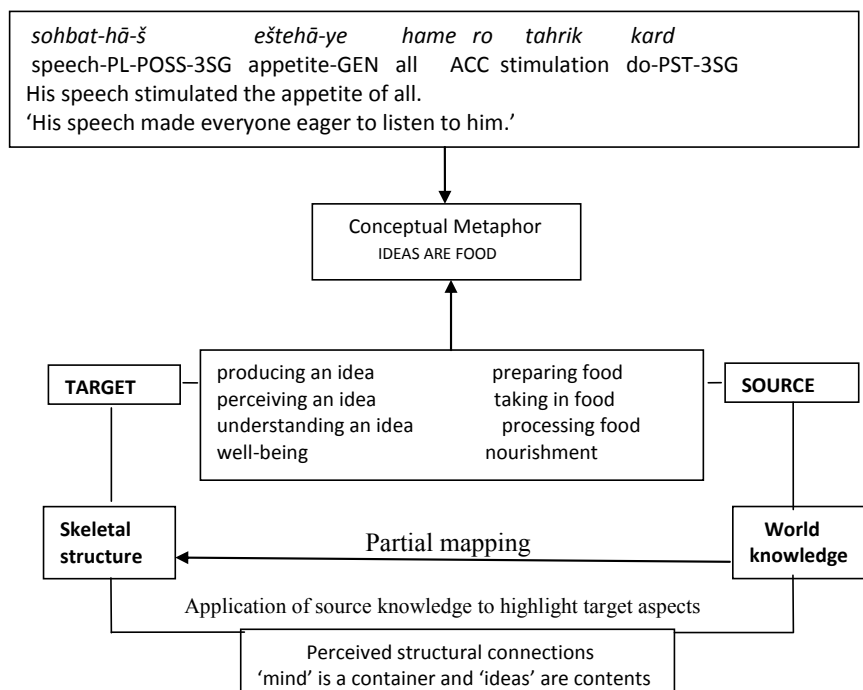 sohbat-hā-š eštehā-ye hame ro tahrik kard
speech-PL-POSS-3SG appetite-GEN all ACC stimulation do-PST-3SG
His speech stimulated the appetite of all.
‘His speech made everyone eager to listen to him.’
Conceptual Metaphor
IDEAS ARE FOOD
TARGET
producing an idea preparing food
perceiving an idea taking in food
understanding an idea processing food
well-being nourishment
SOURCE
Skeletal
structure
Partial mapping
World
knowledge
Application of source knowledge to highlight target aspects
Perceived structural connections
‘mind’ is a container and ‘ideas’ are contents